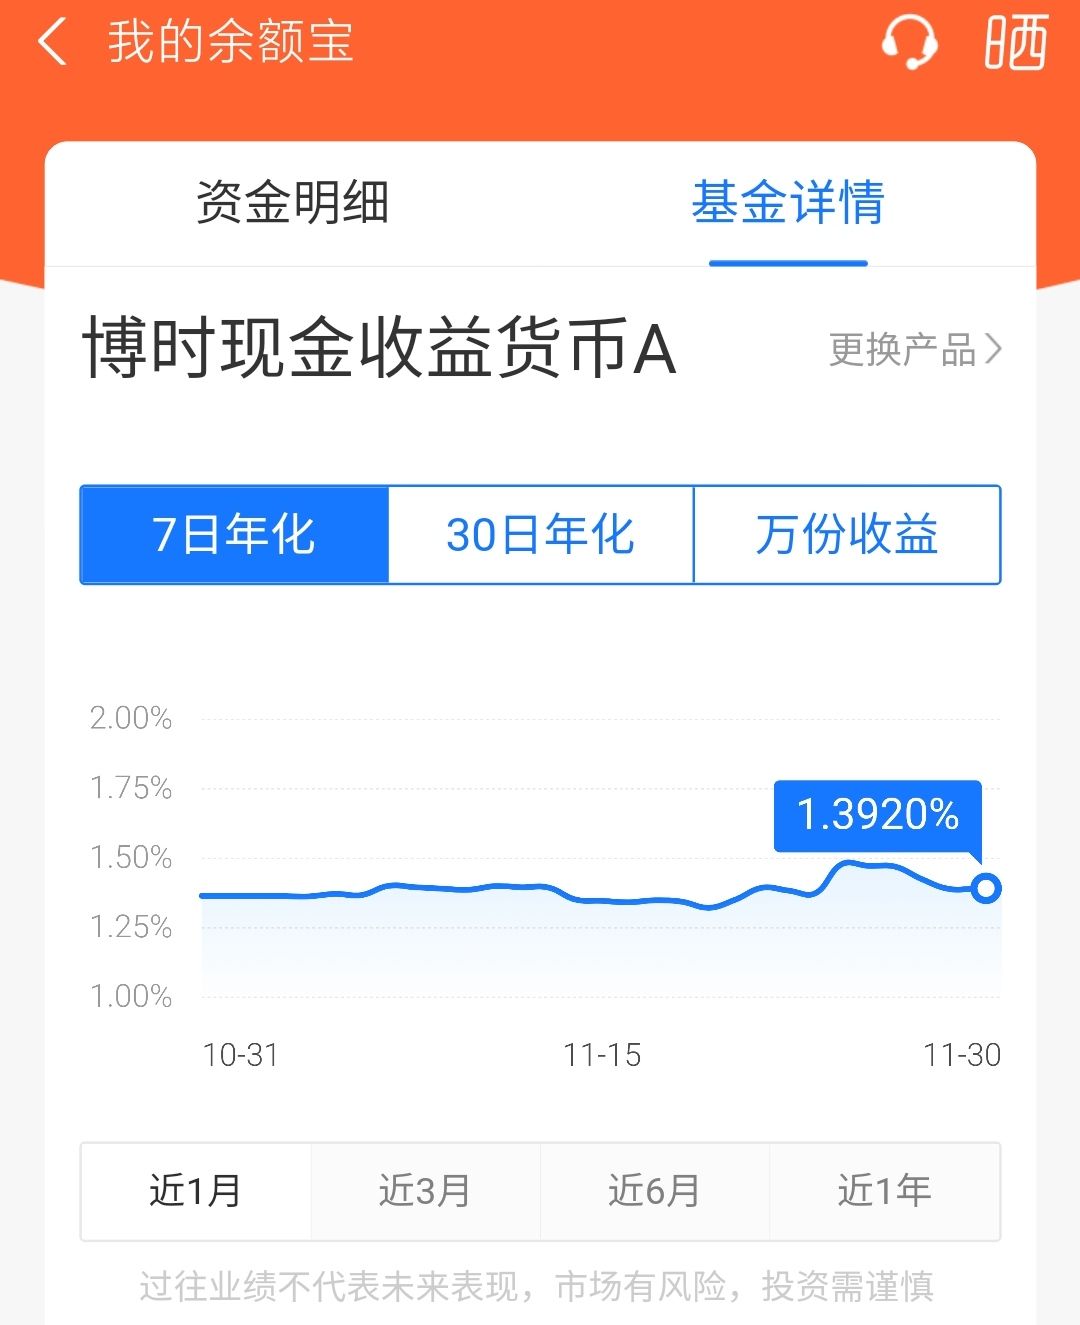 我的余额宝 晒
资金明细 基金详情
博时现金收益货币A 更换产品
7日年化 30日年化 万份收益
2.00%
1.75%
1.3920%
1.50%
1.25%
1.00%
10-31 11-15 11-30
近1月 近3月 近6月 近1年
过往业绩不代表未来表现，市场有风险，投资需谨慎